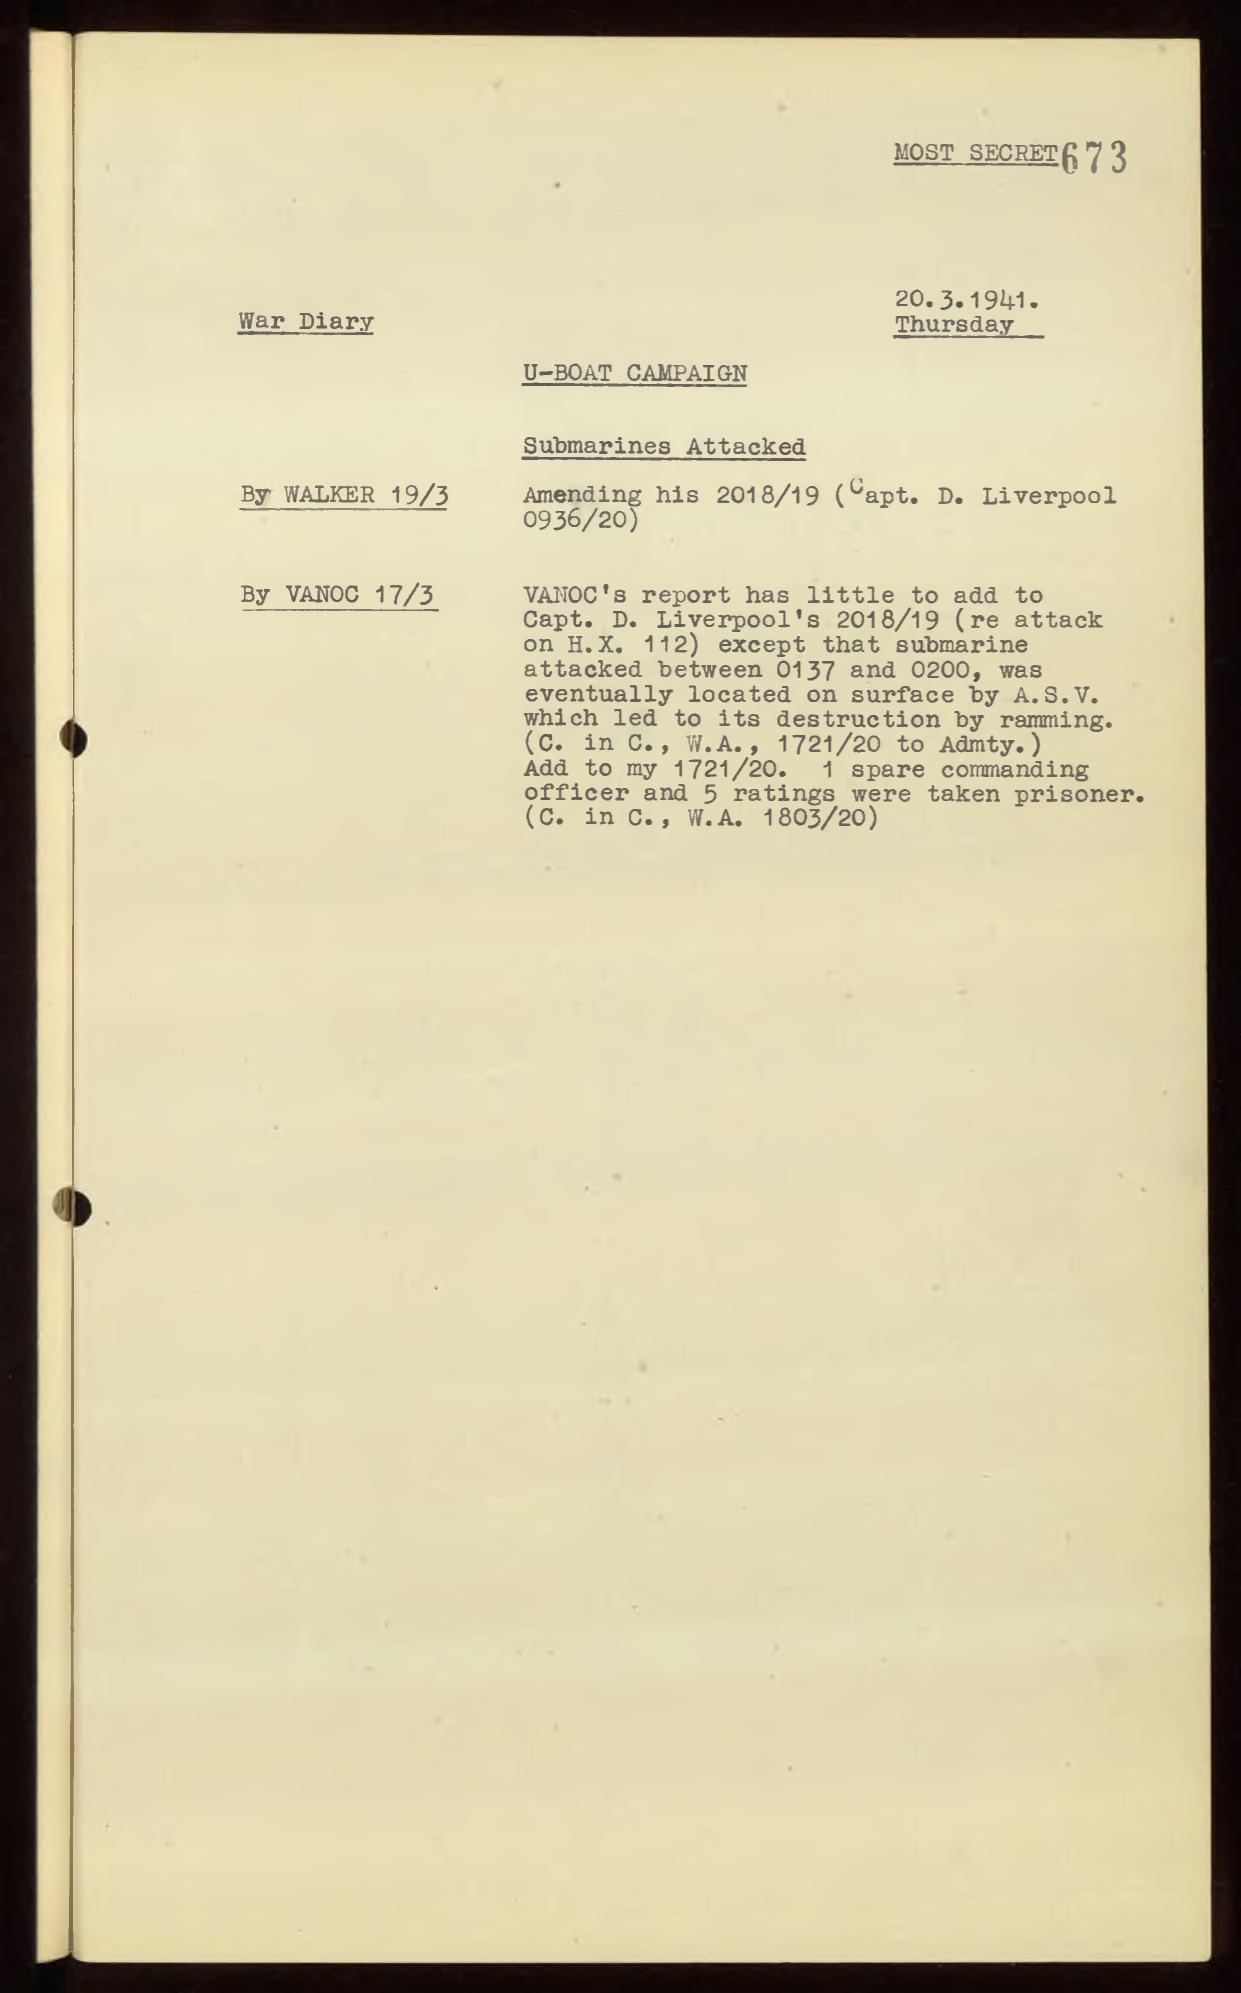 MOST SECRET 673
20.3.1941.
War Diary
Thursday
U-BOAT CAMPAIGN
Submarines Attacked
By WALKER 19/3 Amending his 2018/19 (Capt. D. Liverpool
0936/20)
By VANOC 17/3 VANOC's report has little to add to
Capt. D. Liverpool's 2018/19 (re attack
on H.X. 112) except that submarine
attacked between 0137 and 0200, was
eventually located on surface by A.S.V.
which led to its destruction by ramming.
(C. in C., W.A., 1721/20 to Admty.)
Add to my 1721/20. 1 spare commanding
officer and 5 ratings were taken prisoner.
(C. in C., W.A. 1803/20)